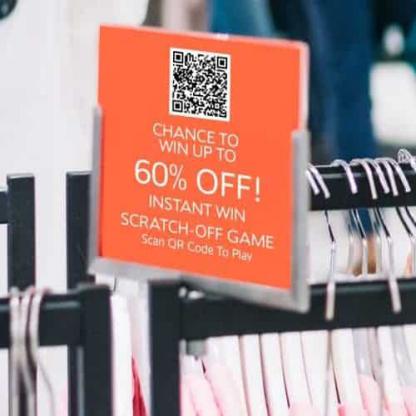 CHANCE TO
WIN UP TO
60% OFF!
INSTANT WIN
SCRATCH-OFF GAME
Scan QR Code To Play